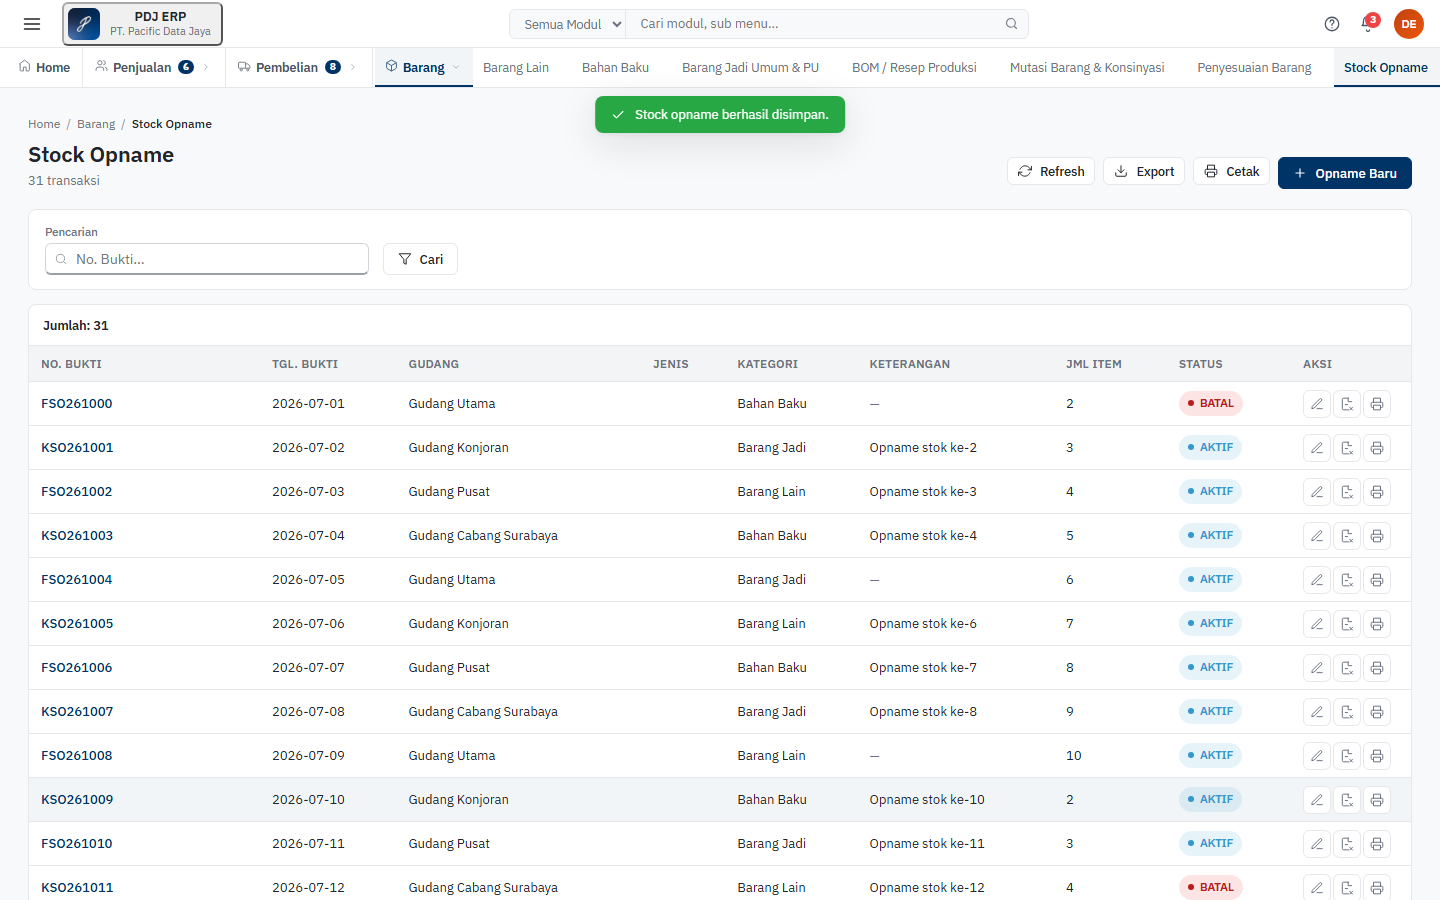 PDJ ERP
PT. Pacific Data Jaya
Semua Modul
Cari modul, sub menu...
3
DE
Home
Penjualan 6
Pembelian 8
Barang
Barang Lain
Bahan Baku
Barang Jadi Umum & PU
BOM / Resep Produksi
Mutasi Barang & Konsinyasi
Penyesuaian Barang
Stock Opname
Stock opname berhasil disimpan.
Home / Barang / Stock Opname
Stock Opname
31 transaksi
Refresh
Export
Cetak
Opname Baru
Pencarian
No. Bukti...
Cari
Jumlah: 31
NO. BUKTI TGL. BUKTI GUDANG JENIS KATEGORI KETERANGAN JML ITEM STATUS AKSI
FSO261000 2026-07-01 Gudang Utama Bahan Baku — 2 BATAL
KSO261001 2026-07-02 Gudang Konjoran Barang Jadi Opname stok ke-2 3 AKTIF
FSO261002 2026-07-03 Gudang Pusat Barang Lain Opname stok ke-3 4 AKTIF
KSO261003 2026-07-04 Gudang Cabang Surabaya Bahan Baku Opname stok ke-4 5 AKTIF
FSO261004 2026-07-05 Gudang Utama Barang Jadi — 6 AKTIF
KSO261005 2026-07-06 Gudang Konjoran Barang Lain Opname stok ke-6 7 AKTIF
FSO261006 2026-07-07 Gudang Pusat Bahan Baku Opname stok ke-7 8 AKTIF
KSO261007 2026-07-08 Gudang Cabang Surabaya Barang Jadi Opname stok ke-8 9 AKTIF
FSO261008 2026-07-09 Gudang Utama Barang Lain — 10 AKTIF
KSO261009 2026-07-10 Gudang Konjoran Bahan Baku Opname stok ke-10 2 AKTIF
FSO261010 2026-07-11 Gudang Pusat Barang Jadi Opname stok ke-11 3 AKTIF
KSO261011 2026-07-12 Gudang Cabang Surabaya Barang Lain Opname stok ke-12 4 BATAL